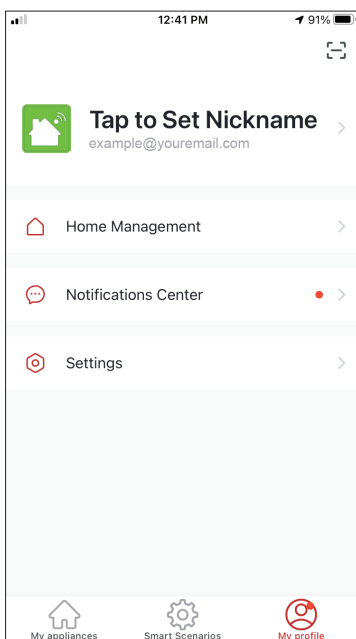 12:41 PM
91%
Tap to Set Nickname
example@youremail.com
Home Management
Notifications Center
Settings
My appliances
Smart Scenarios
My profile